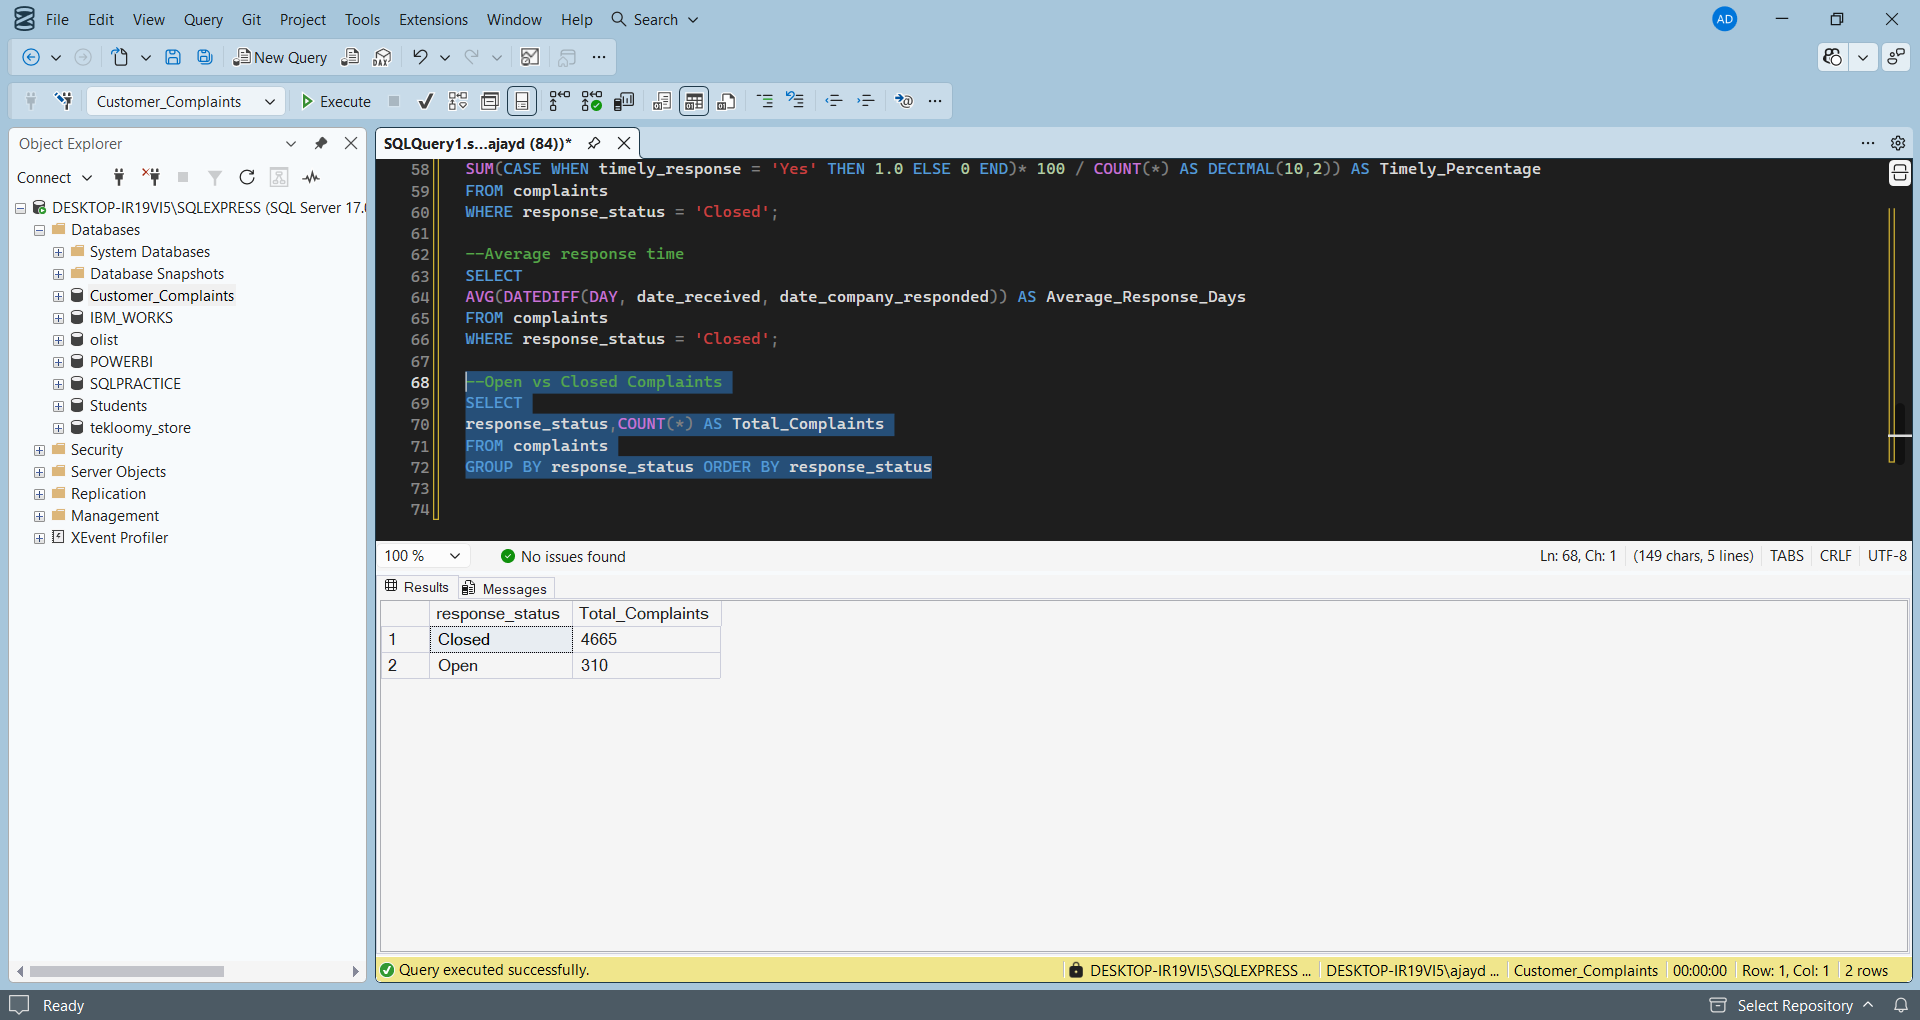 File Edit View Query Git Project Tools Extensions Window Help Search AD
New Query DAX
Customer_Complaints Execute
Object Explorer
Connect
DESKTOP-IR19VI5\SQLEXPRESS (SQL Server 17.0
Databases
System Databases
Database Snapshots
Customer_Complaints
IBM_WORKS
olist
POWERBI
SQLPRACTICE
Students
tekloomy_store
Security
Server Objects
Replication
Management
XEvent Profiler
SQLQuery1.s...ajayd (84))*
58 SUM(CASE WHEN timely_response = 'Yes' THEN 1.0 ELSE 0 END)* 100 / COUNT(*) AS DECIMAL(10,2)) AS Timely_Percentage
59 FROM complaints
60 WHERE response_status = 'Closed';
61
62 --Average response time
63 SELECT
64 AVG(DATEDIFF(DAY, date_received, date_company_responded)) AS Average_Response_Days
65 FROM complaints
66 WHERE response_status = 'Closed';
67
68 --Open vs Closed Complaints
69 SELECT
70 response_status,COUNT(*) AS Total_Complaints
71 FROM complaints
72 GROUP BY response_status ORDER BY response_status
73
74
100 % No issues found Ln: 68, Ch: 1 (149 chars, 5 lines) TABS CRLF UTF-8
Results Messages
response_status Total_Complaints
1 Closed 4665
2 Open 310
Query executed successfully. DESKTOP-IR19VI5\SQLEXPRESS ... DESKTOP-IR19VI5\ajayd ... Customer_Complaints 00:00:00 Row: 1, Col: 1 2 rows
Ready Select Repository